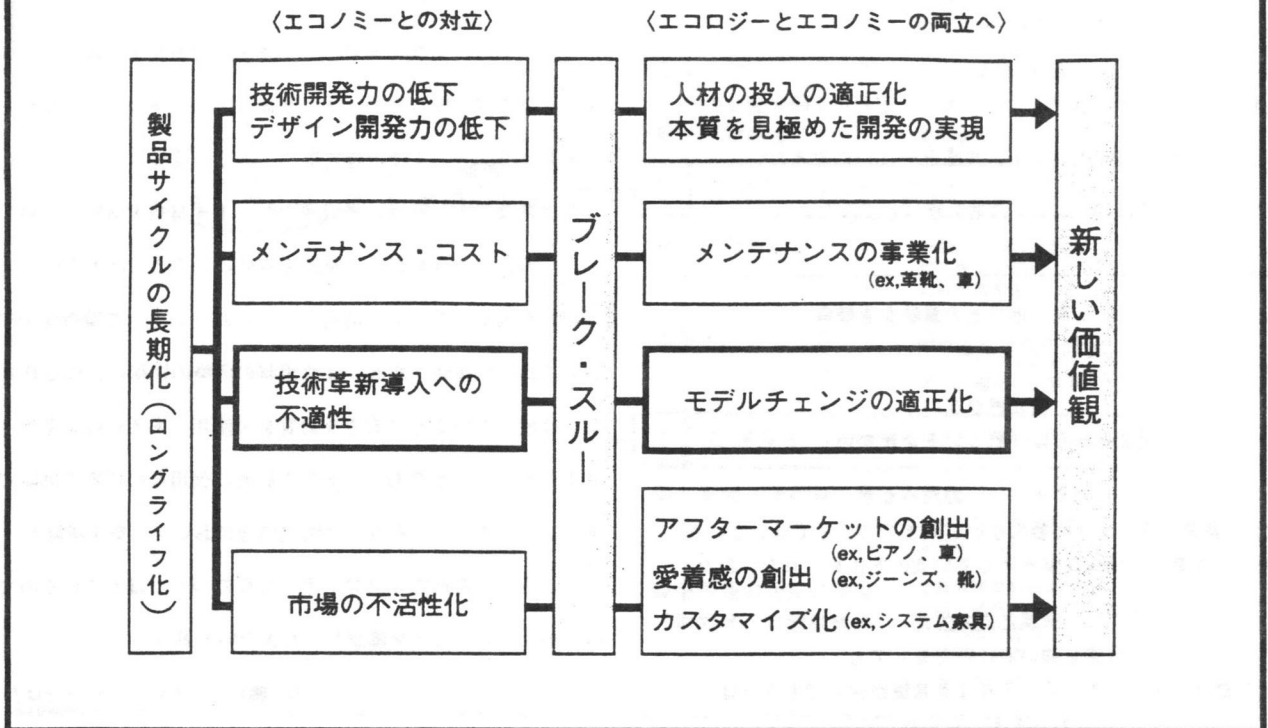 〈エコノミーとの対立〉
〈エコロジーとエコノミーの両立へ〉
製品サイクルの長期化（ロングライフ化）
技術開発力の低下
デザイン開発力の低下
メンテナンス・コスト
技術革新導入への
不適性
市場の不活性化
ブレーク・スルー
人材の投入の適正化
本質を見極めた開発の実現
メンテナンスの事業化
(ex,革靴、車)
モデルチェンジの適正化
アフターマーケットの創出
(ex,ピアノ、車)
愛着感の創出 (ex,ジーンズ、靴)
カスタマイズ化 (ex,システム家具)
新しい価値観